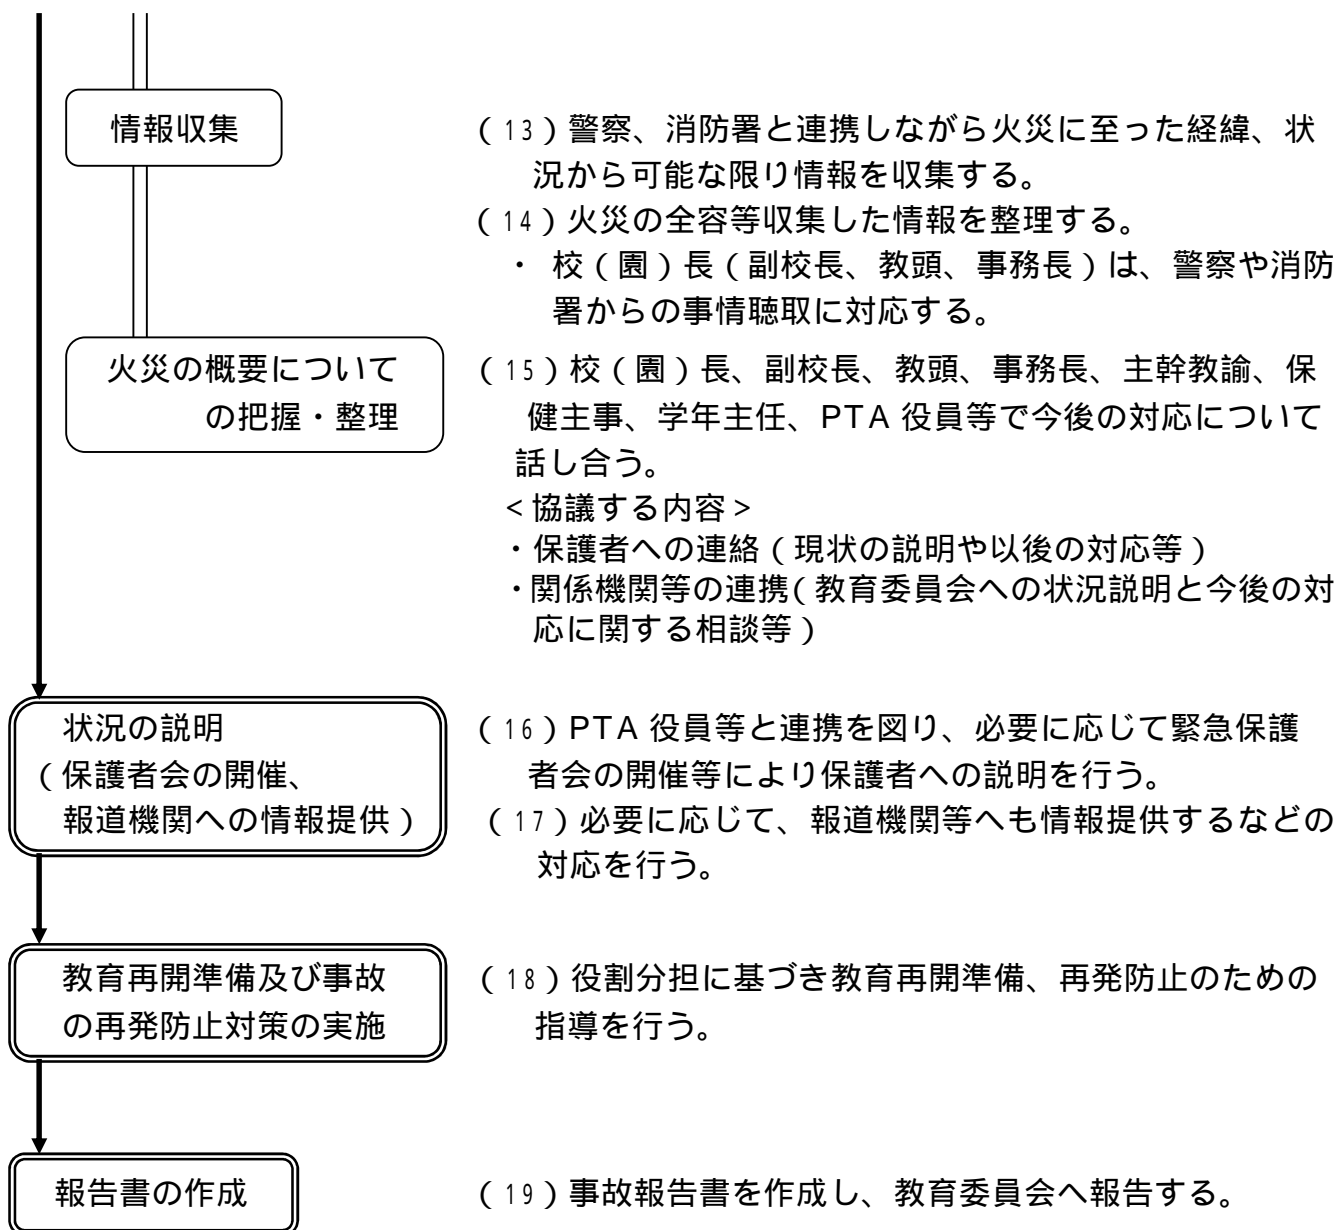 情報収集
(13)警察、消防署と連携しながら火災に至った経緯、状
況から可能な限り情報を収集する。
(14)火災の全容等収集した情報を整理する。
・ 校(園)長(副校長、教頭、事務長)は、警察や消防
署からの事情聴取に対応する。
火災の概要について
の把握・整理
(15)校(園)長、副校長、教頭、事務長、主幹教諭、保
健主事、学年主任、PTA 役員等で今後の対応について
話し合う。
<協議する内容>
・保護者への連絡(現状の説明や以後の対応等)
・関係機関等の連携(教育委員会への状況説明と今後の対
応に関する相談等)
状況の説明
(保護者会の開催、
報道機関への情報提供)
(16)PTA 役員等と連携を図り、必要に応じて緊急保護
者会の開催等により保護者への説明を行う。
(17)必要に応じて、報道機関等へも情報提供するなどの
対応を行う。
教育再開準備及び事故
の再発防止対策の実施
(18)役割分担に基づき教育再開準備、再発防止のための
指導を行う。
報告書の作成
(19)事故報告書を作成し、教育委員会へ報告する。